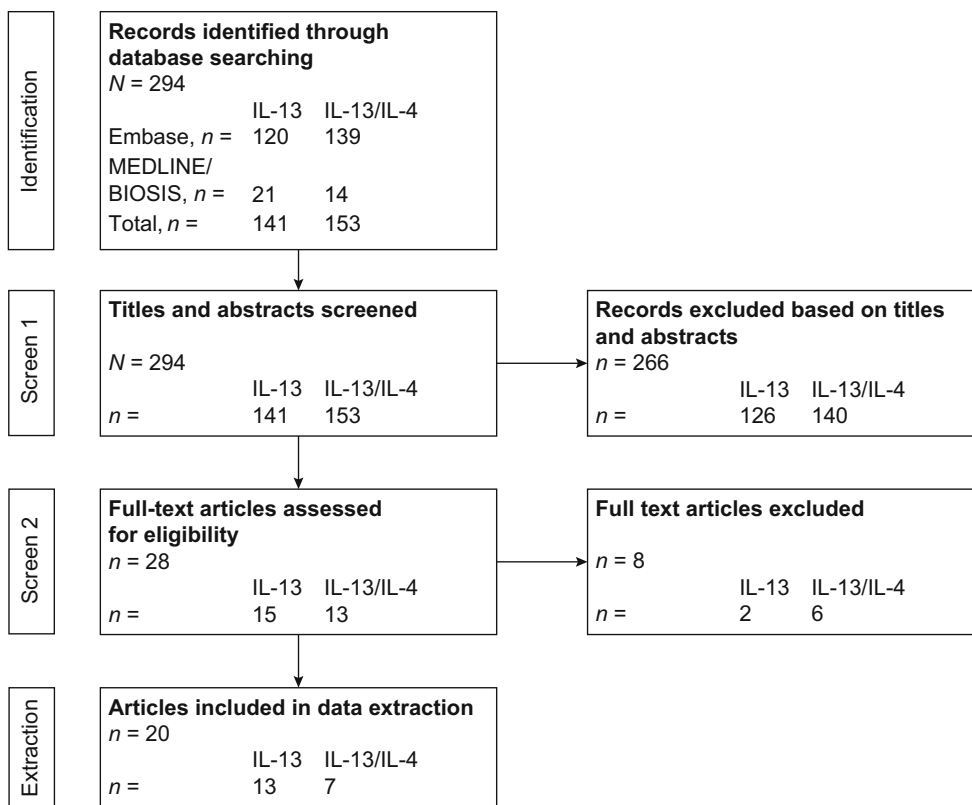 Identification
Records identified through
database searching
N = 294
IL-13 IL-13/IL-4
Embase, n = 120 139
MEDLINE/
BIOSIS, n = 21 14
Total, n = 141 153
Screen 1
Titles and abstracts screened
N = 294
IL-13 IL-13/IL-4
n = 141 153
Records excluded based on titles
and abstracts
n = 266
IL-13 IL-13/IL-4
n = 126 140
Screen 2
Full-text articles assessed
for eligibility
n = 28
IL-13 IL-13/IL-4
n = 15 13
Full text articles excluded
n = 8
IL-13 IL-13/IL-4
n = 2 6
Extraction
Articles included in data extraction
n = 20
IL-13 IL-13/IL-4
n = 13 7